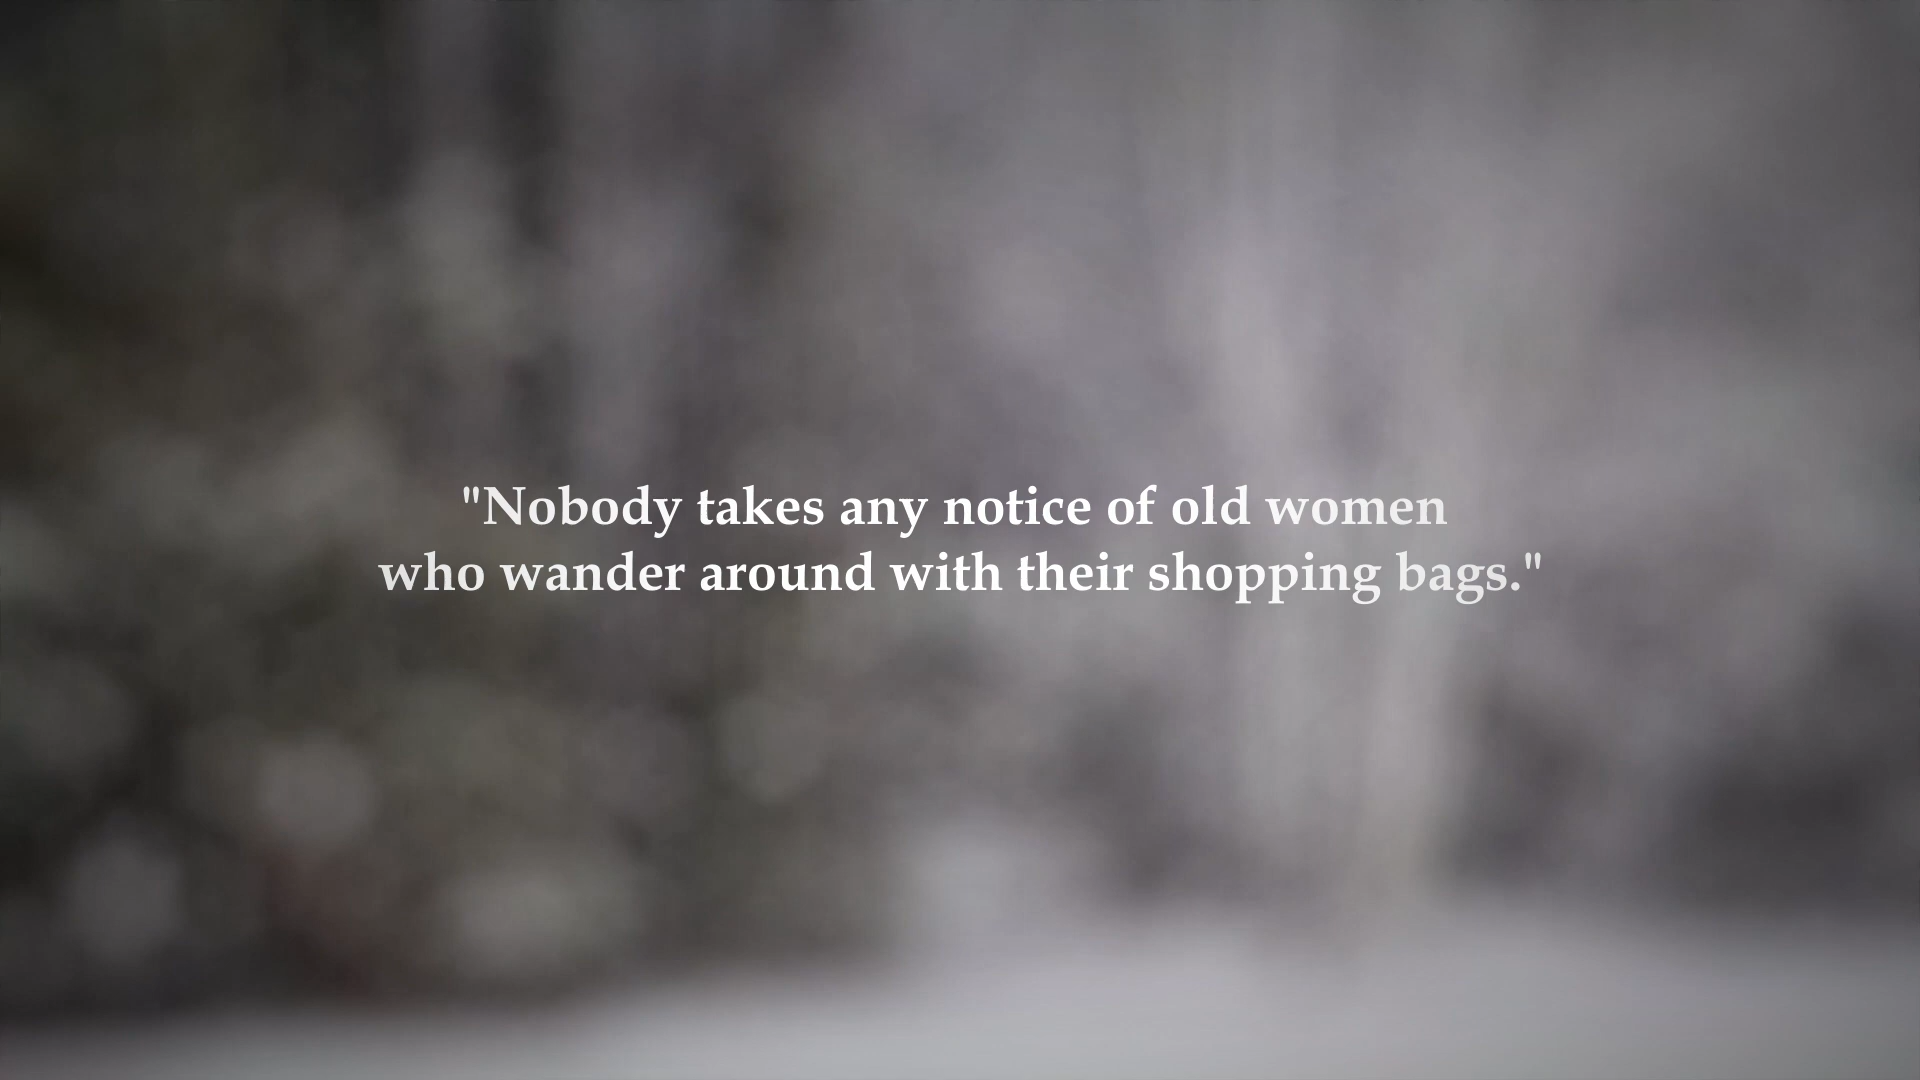 "Nobody takes any notice of old women
who wander around with their shopping bags."